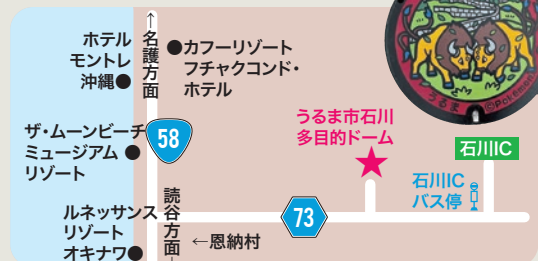 ↑名護方面
ホテル
モントレ
沖縄●
●カフーリゾート
フチャクコンド・
ホテル
うるま
©Pokémon
ザ・ムーンビーチ
ミュージアム●
リゾート
58
うるま市石川
多目的ドーム
石川IC
石川IC
バス停
ルネッサンス
リゾート
オキナワ●
読谷方面
←恩納村
73